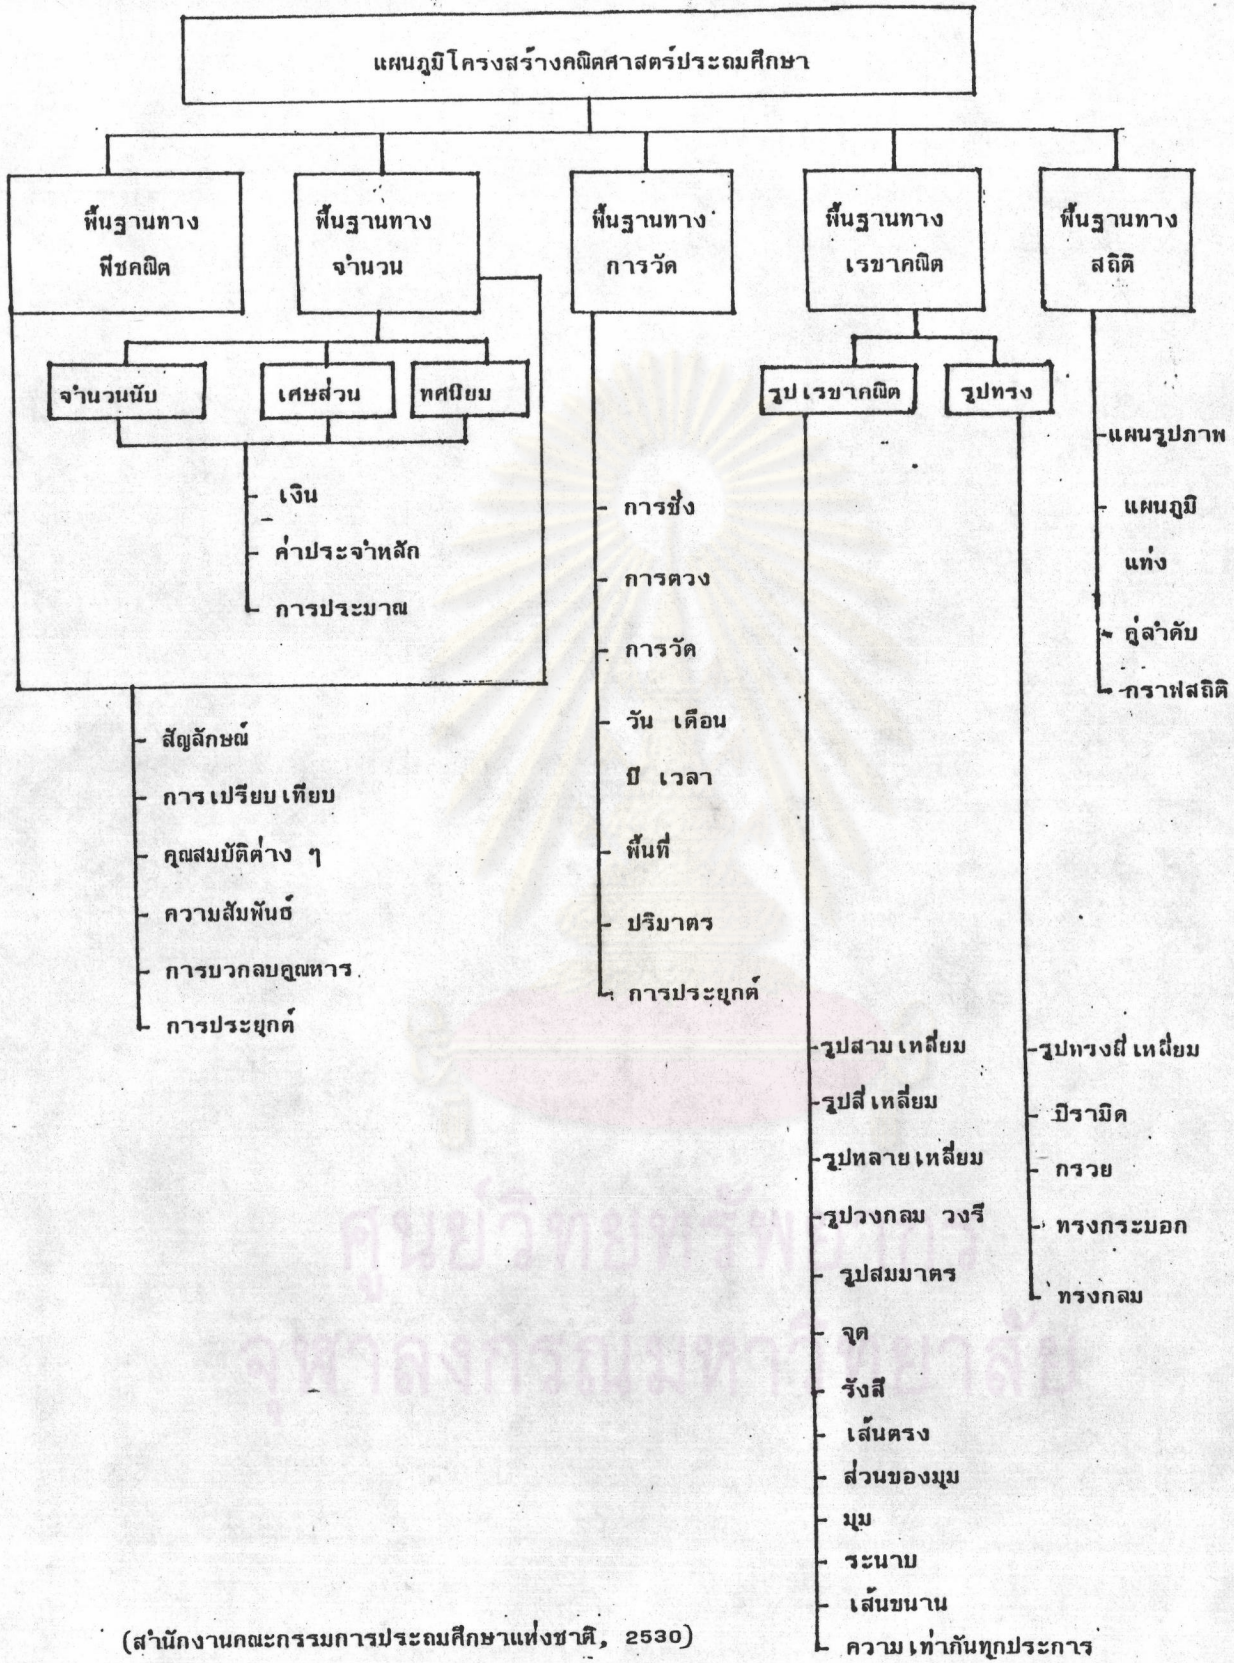 แผนภูมิโครงสร้างคณิตศาสตร์ประถมศึกษา
พื้นฐานทาง
พีชคณิต
พื้นฐานทาง
จำนวน
พื้นฐานทาง
การวัด
พื้นฐานทาง
เรขาคณิต
พื้นฐานทาง
สถิติ
จำนวนนับ
เศษส่วน
ทศนิยม
เงิน
ค่าประจำหลัก
การประมาณ
สัญลักษณ์
การเปรียบเทียบ
คุณสมบัติต่าง ๆ
ความสัมพันธ์
การบวกลบคูณหาร
การประยุกต์
การชั่ง
การตวง
การวัด
วัน เดือน
ปี เวลา
พื้นที่
ปริมาตร
การประยุกต์
รูปเรขาคณิต
รูปทรง
รูปสามเหลี่ยม
รูปสี่เหลี่ยม
รูปหลายเหลี่ยม
รูปวงกลม วงรี
รูปสมมาตร
จุด
รังสี
เส้นตรง
ส่วนของมุม
มุม
ระนาบ
เส้นขนาน
ความเท่ากันทุกประการ
ปิรามิด
กรวย
ทรงกระบอก
ทรงกลม
แผนรูปภาพ
แผนภูมิ
แท่ง
คู่ลำดับ
กราฟสถิติ
(สำนักงานคณะกรรมการประถมศึกษาแห่งชาติ, 2530)
ศูนย์วิทยทรัพยากร
จุฬาลงกรณ์มหาวิทยาลัย